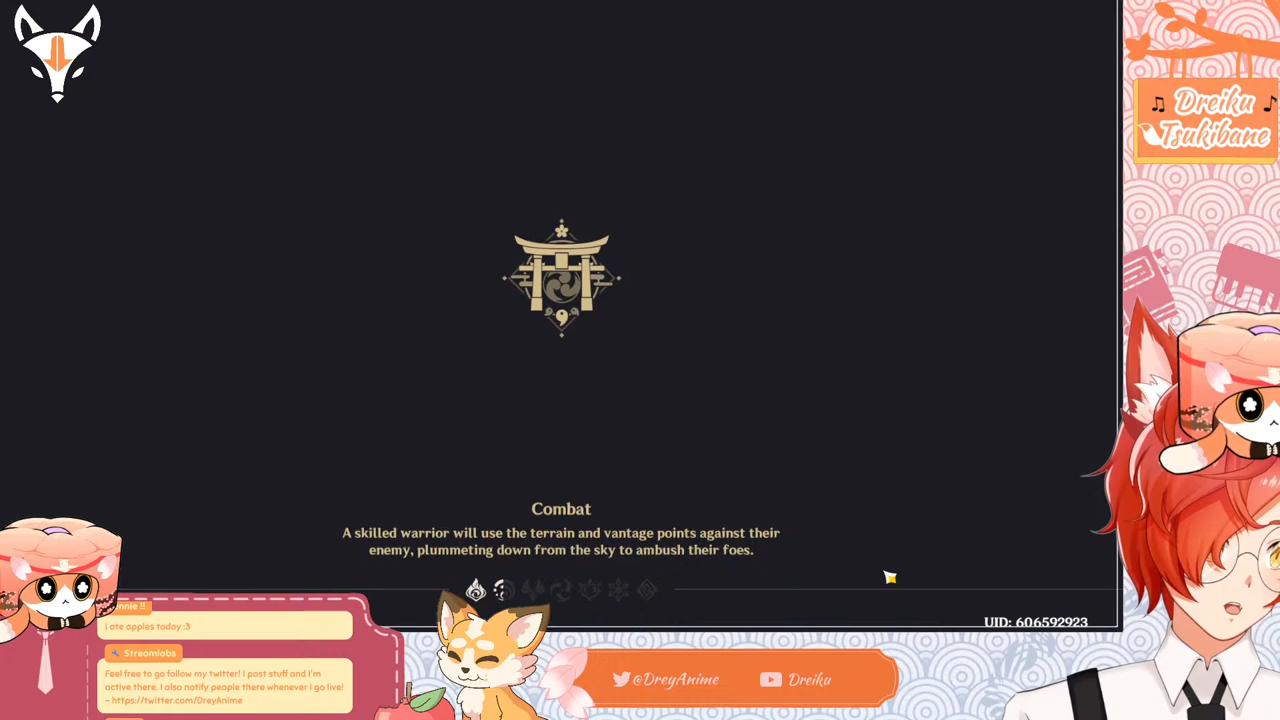 Dreiku
Tsukibane
Combat
A skilled warrior will use the terrain and vantage points against their
enemy, plummeting down from the sky to ambush their foes.
UID: 606592923
nnie !!
i ate apples today :3
Streamlabs
Feel free to go follow my twitter! I post stuff and I'm
active there. I also notify people there whenever I go live!
- https://twitter.com/DreyAnime
@DreyAnime
Dreiku